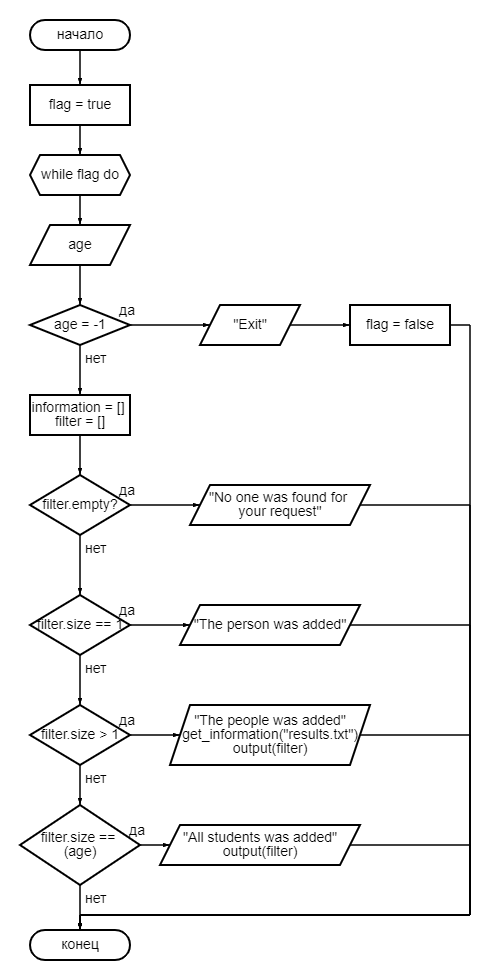 начало
flag = true
while flag do
age
age = -1
да
"Exit"
flag = false
нет
information = []
filter = []
filter.empty?
да
"No one was found for
your request"
нет
filter.size == 1
да
"The person was added"
нет
filter.size > 1
да
"The people was added"
get_information("results.txt")
output(filter)
нет
filter.size ==
(age)
да
"All students was added"
output(filter)
нет
конец